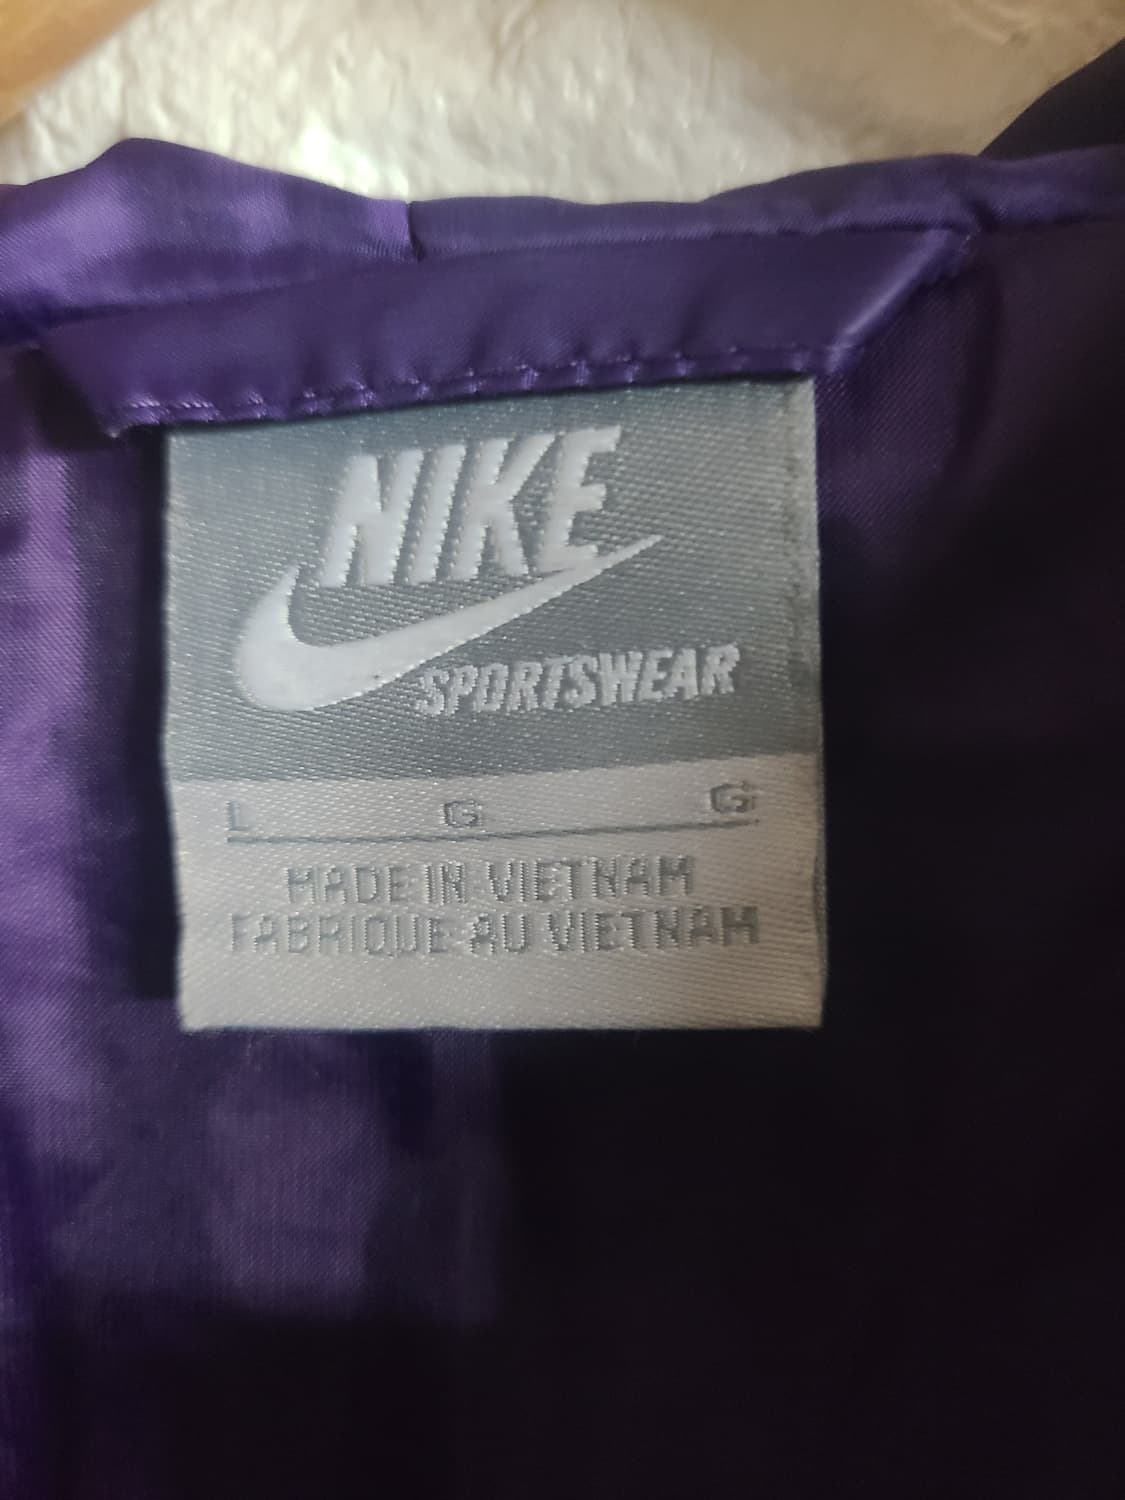 NIKE
SPORTSWEAR
L G G
MADE IN VIETNAM
FABRIQUE AU VIETNAM